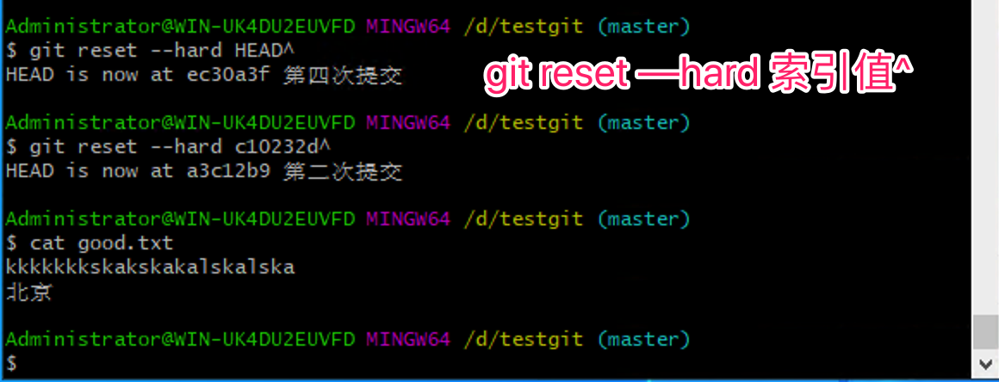 Administrator@WIN-UK4DU2EUVFD MINGW64 /d/testgit (master)
$ git reset --hard HEAD^
HEAD is now at ec30a3f 第四次提交
git reset —hard 索引值^
Administrator@WIN-UK4DU2EUVFD MINGW64 /d/testgit (master)
$ git reset --hard c10232d^
HEAD is now at a3c12b9 第二次提交
Administrator@WIN-UK4DU2EUVFD MINGW64 /d/testgit (master)
$ cat good.txt
kkkkkkkskakskakalskalska
北京
Administrator@WIN-UK4DU2EUVFD MINGW64 /d/testgit (master)
$